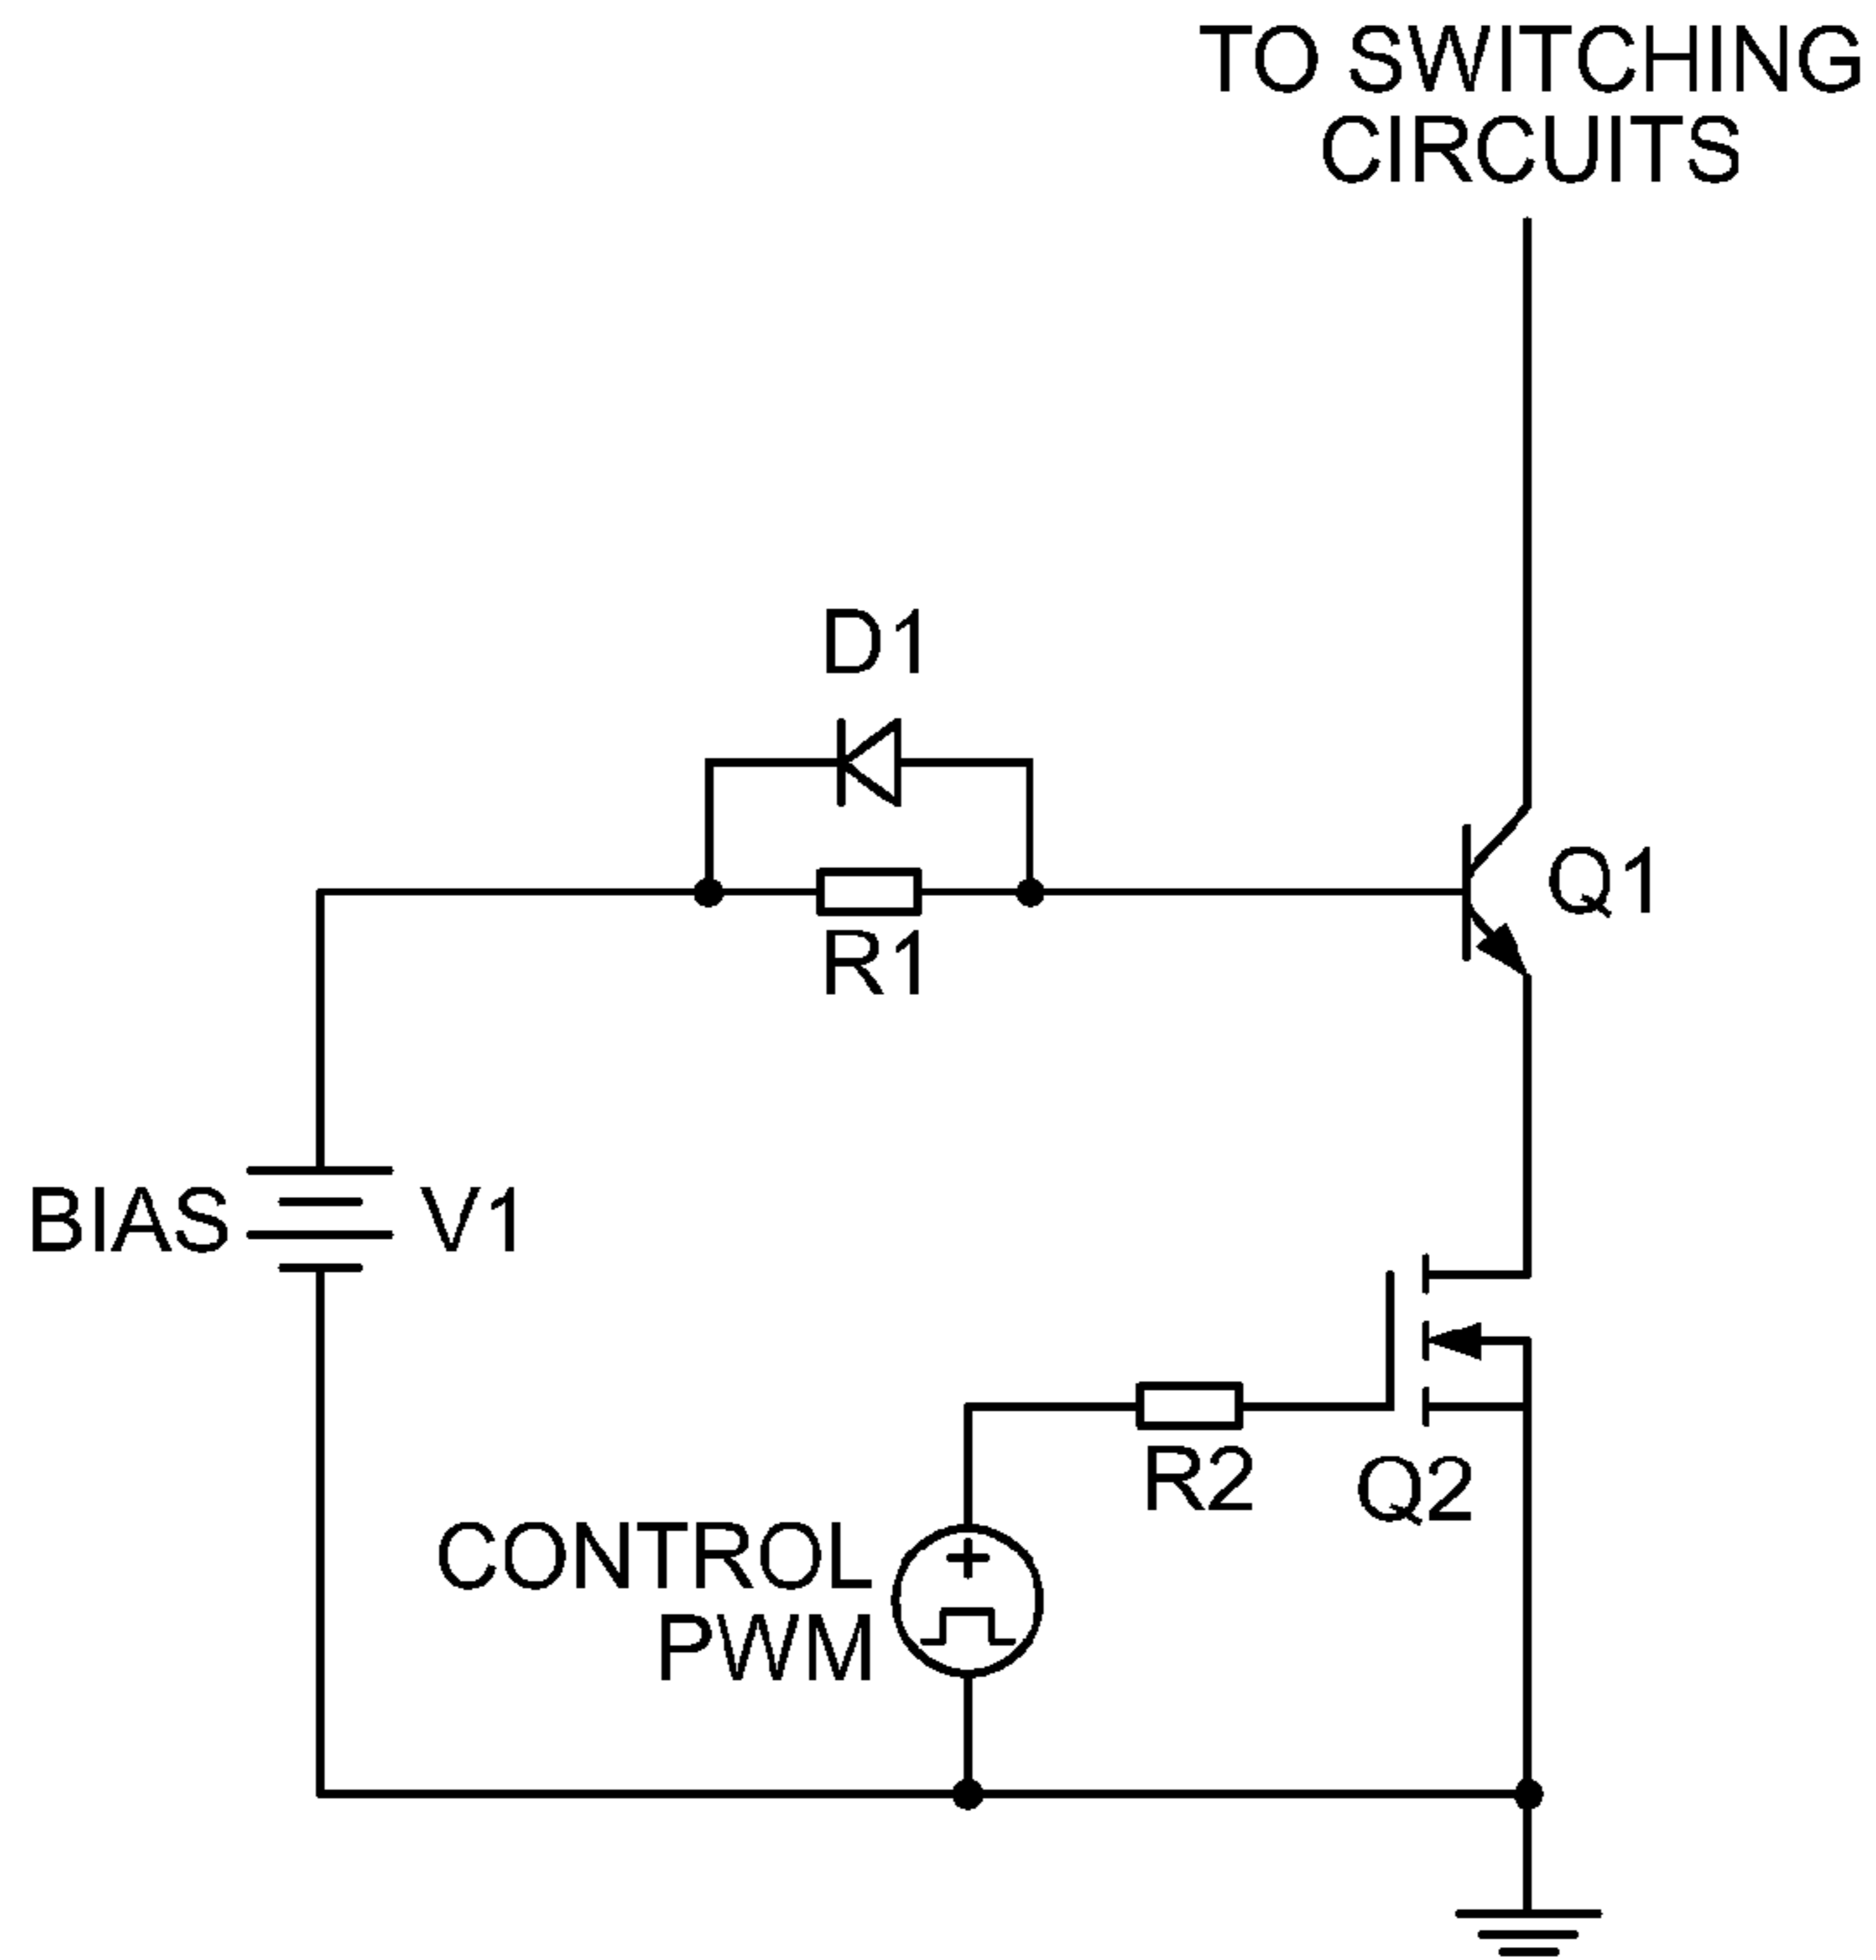 TO SWITCHING
CIRCUITS
D1
Q1
R1
BIAS
V1
R2
Q2
CONTROL
PWM